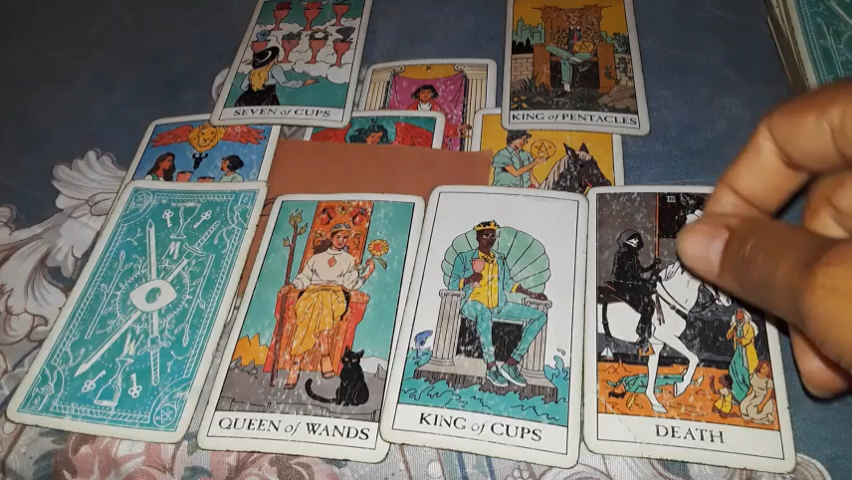 SEVEN of CUPS
KING of PENTACLES
QUEEN of WANDS
KING of CUPS
DEATH